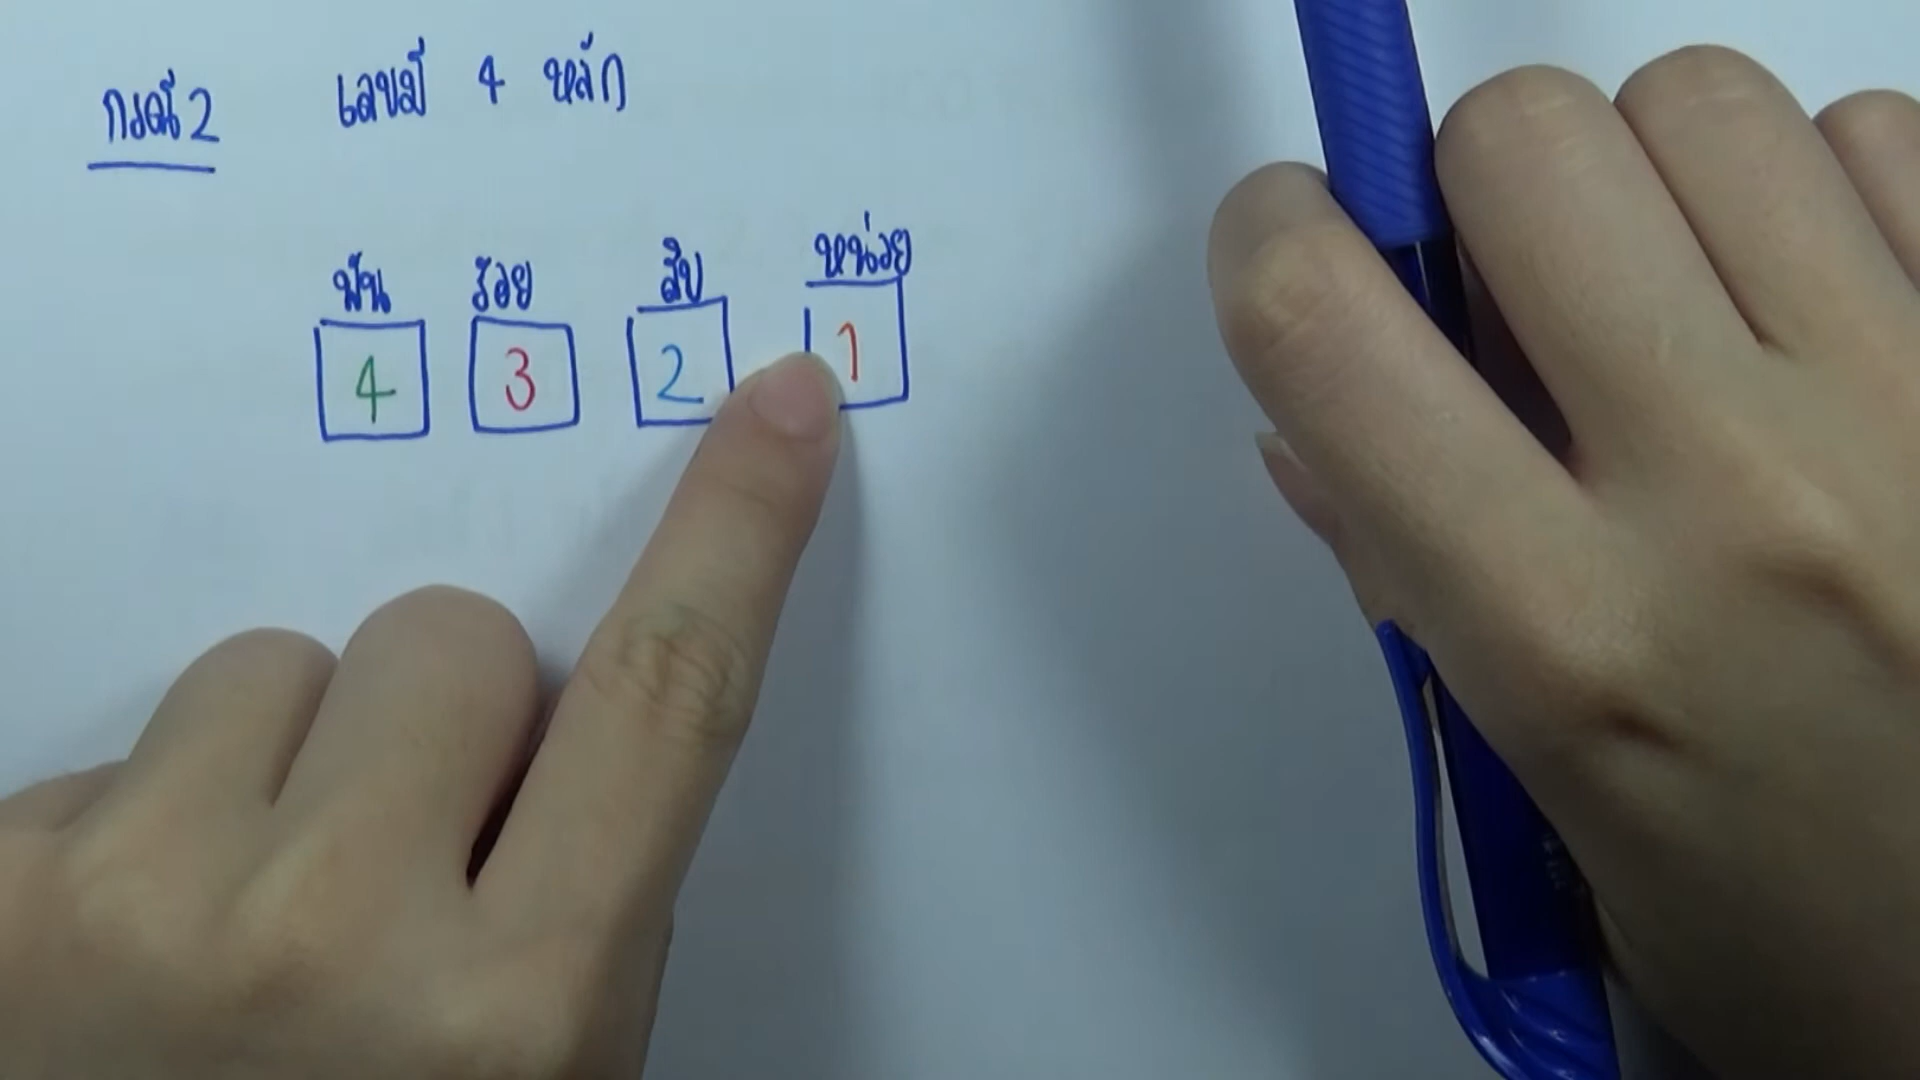 กรณี 2 เลขมี 4 หลัก
พัน ร้อย สิบ หน่วย
4 3 2 1